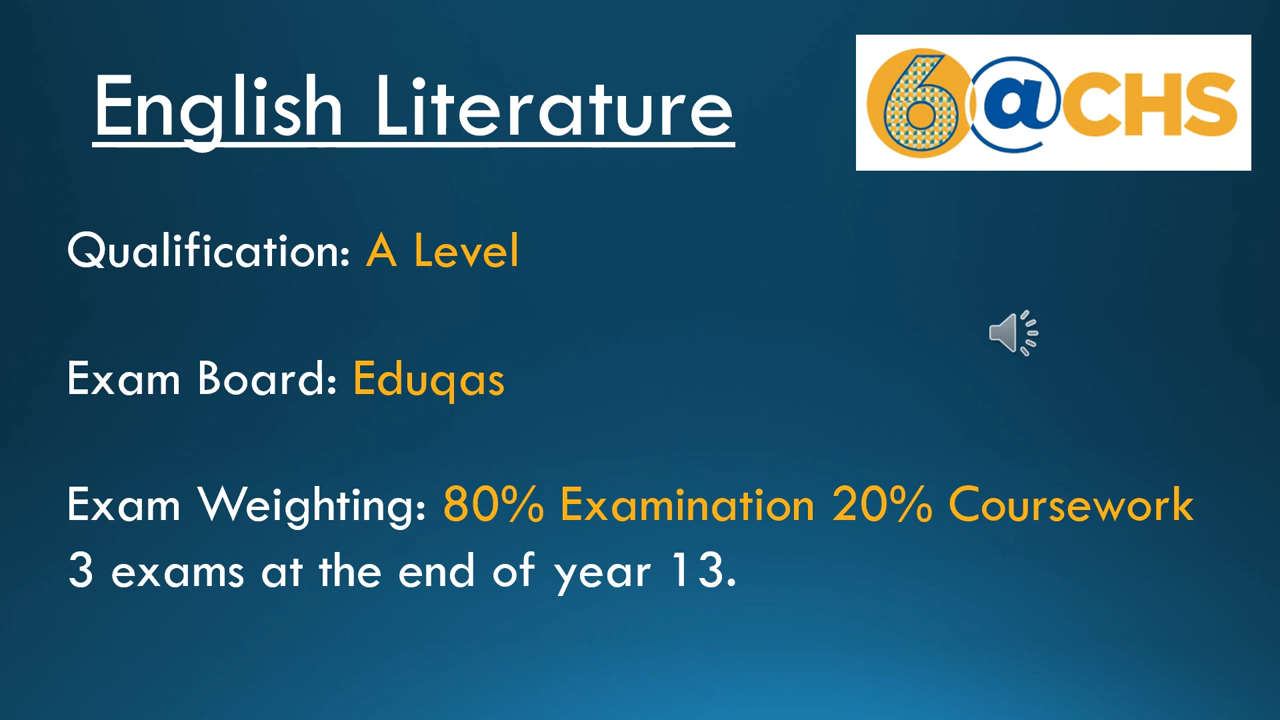 English Literature
6@CHS
Qualification: A Level
Exam Board: Eduqas
Exam Weighting: 80% Examination 20% Coursework
3 exams at the end of year 13.